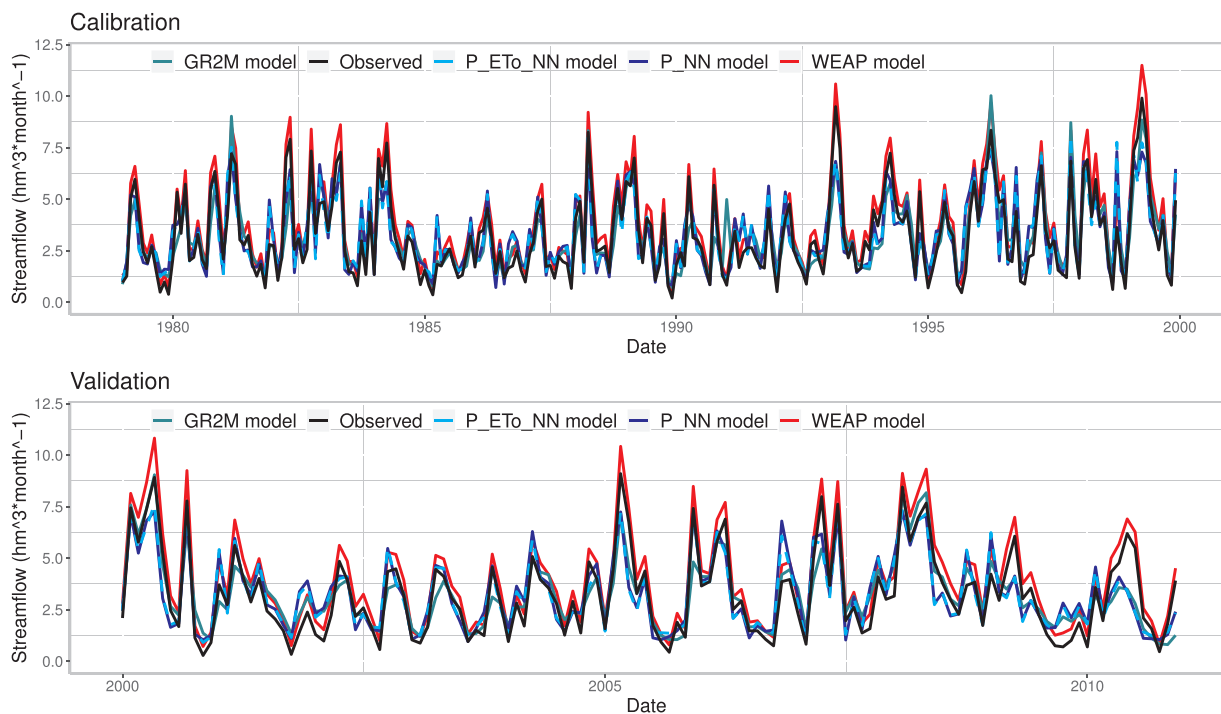 Calibration
GR2M model Observed P_ETo_NN model P_NN model WEAP model
Streamflow (hm^3*month^−1)
12.5
10.0
7.5
5.0
2.5
0.0
1980 1985 1990 1995 2000
Date
Validation
GR2M model Observed P_ETo_NN model P_NN model WEAP model
Streamflow (hm^3*month^−1)
12.5
10.0
7.5
5.0
2.5
0.0
2000 2005 2010
Date